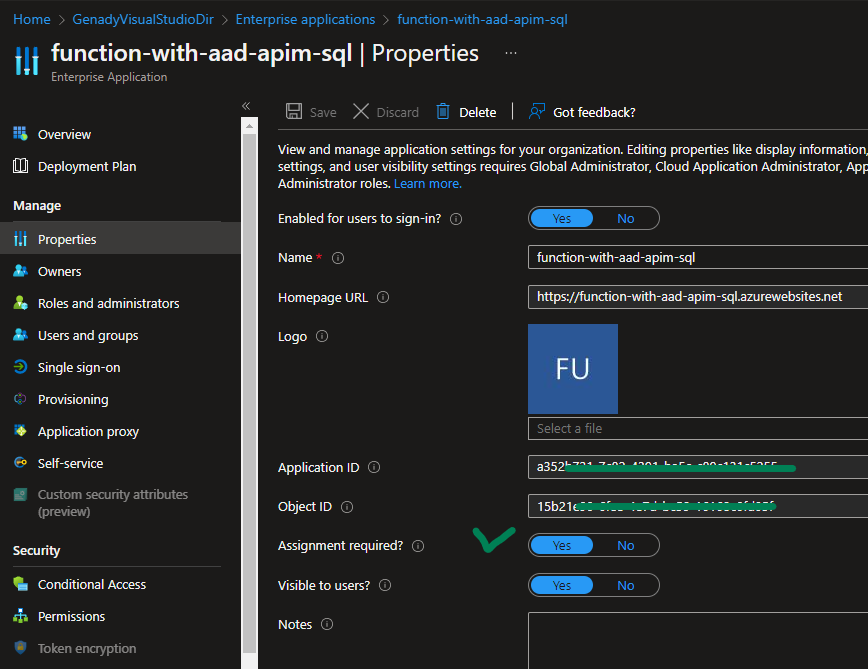 Home > GenadyVisualStudioDir > Enterprise applications > function-with-aad-apim-sql
function-with-aad-apim-sql | Properties ...
Enterprise Application
«
Save Discard Delete | Got feedback?
Overview
Deployment Plan
Manage
Properties
Owners
Roles and administrators
Users and groups
Single sign-on
Provisioning
Application proxy
Self-service
Custom security attributes
(preview)
Security
Conditional Access
Permissions
Token encryption
View and manage application settings for your organization. Editing properties like display information,
settings, and user visibility settings requires Global Administrator, Cloud Application Administrator, App
Administrator roles. Learn more.
Enabled for users to sign-in? Yes No
Name * function-with-aad-apim-sql
Homepage URL https://function-with-aad-apim-sql.azurewebsites.net
Logo
FU
Select a file
Application ID a352
Object ID 15b21
Assignment required? Yes No
Visible to users? Yes No
Notes